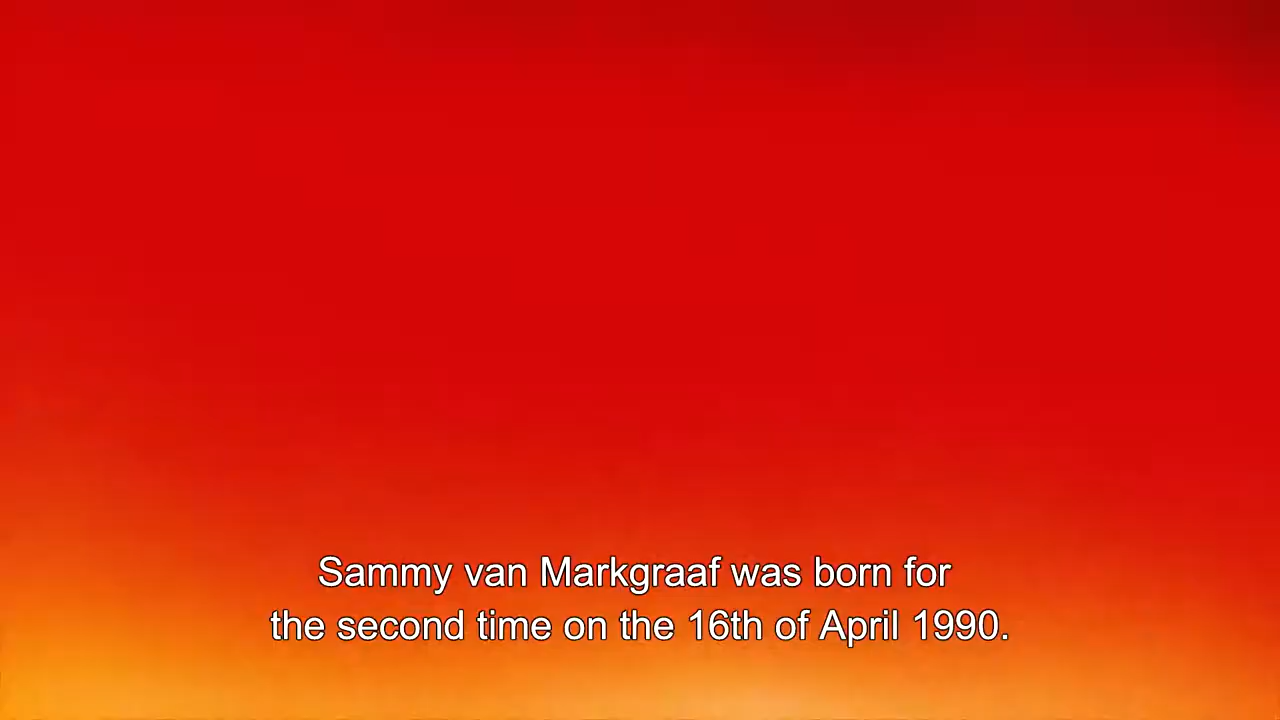 Sammy van Markgraaf was born for
the second time on the 16th of April 1990.